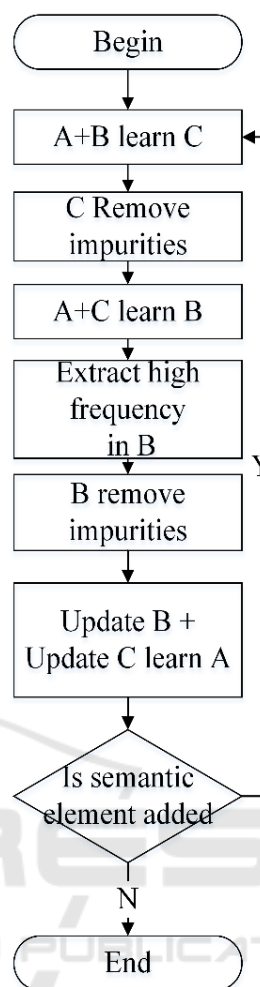 Begin
A+B learn C
C Remove
impurities
A+C learn B
Extract high
frequency
in B
Y
B remove
impurities
Update B +
Update C learn A
Is semantic
element added
N
End